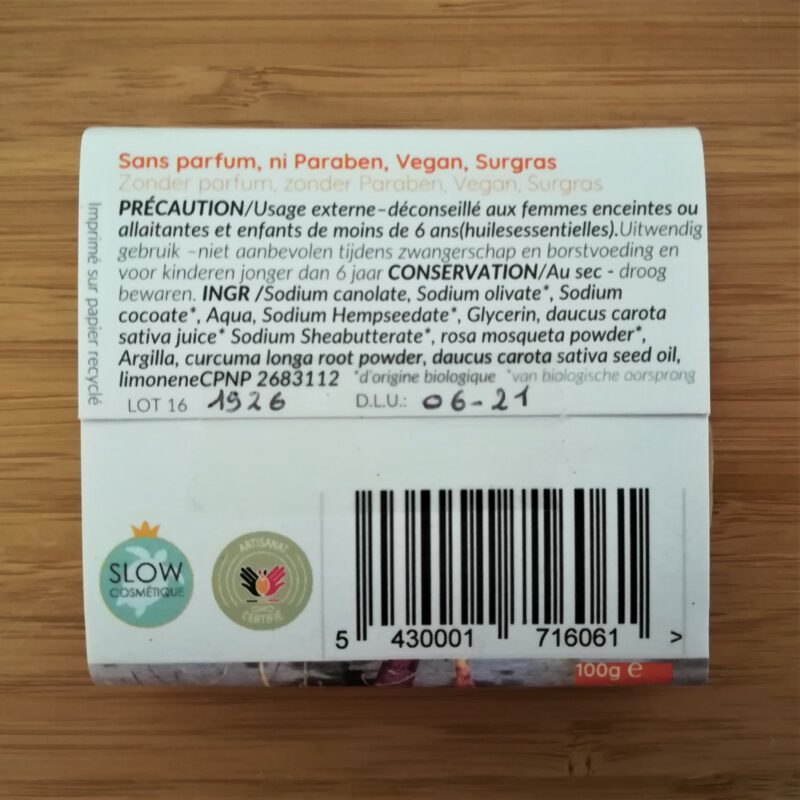 Sans parfum, ni Paraben, Vegan, Surgras
Zonder parfum, zonder Paraben, Vegan, Surgras
PRÉCAUTION/Usage externe-déconseillé aux femmes enceintes ou
allaitantes et enfants de moins de 6 ans(huilesessentielles).Uitwendig
gebruik -niet aanbevolen tijdens zwangerschap en borstvoeding en
voor kinderen jonger dan 6 jaar CONSERVATION/Au sec - droog
bewaren. INGR /Sodium canolate, Sodium olivate*, Sodium
cocoate*, Aqua, Sodium Hempseedate*, Glycerin, daucus carota
sativa juice* Sodium Sheabutterate*, rosa mosqueta powder*,
Argilla, curcuma longa root powder, daucus carota sativa seed oil,
limoneneCPNP 2683112 *d'origine biologique *van biologische oorsprong
LOT 16 1926 D.L.U.: 06-21
Imprimé sur papier recyclé
SLOW
COSMÉTIQUE
ARTISANAT
CERTIFIÉ
5 430001 716061 >
100g e